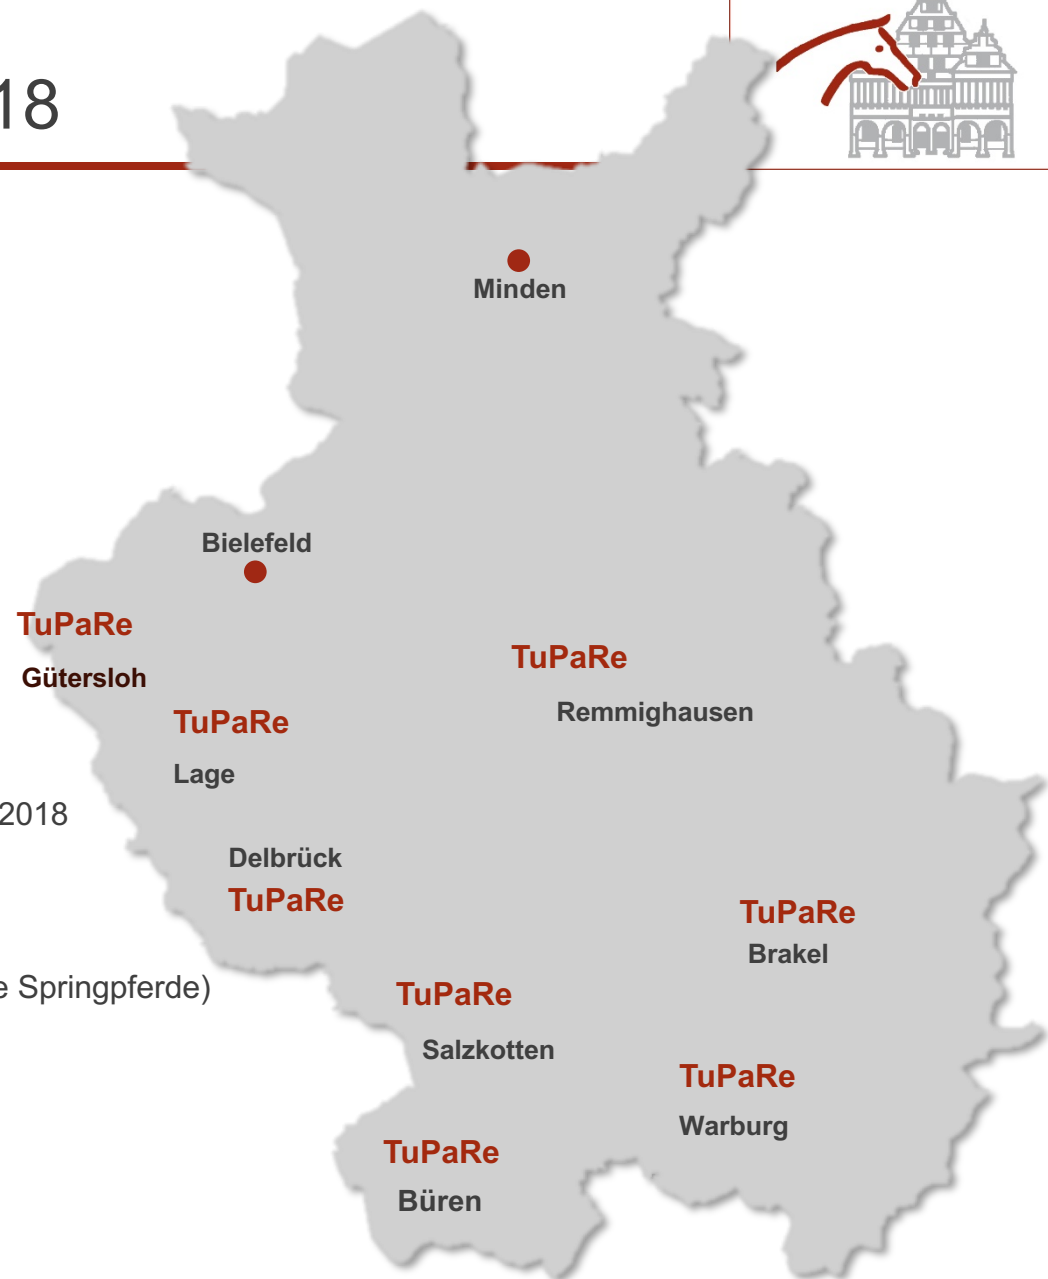 18
Minden
Bielefeld
TuPaRe
Gütersloh
TuPaRe
Remmighausen
TuPaRe
Lage
2018
Delbrück
TuPaRe
TuPaRe
Brakel
e Springpferde)
TuPaRe
Salzkotten
TuPaRe
Warburg
TuPaRe
Büren